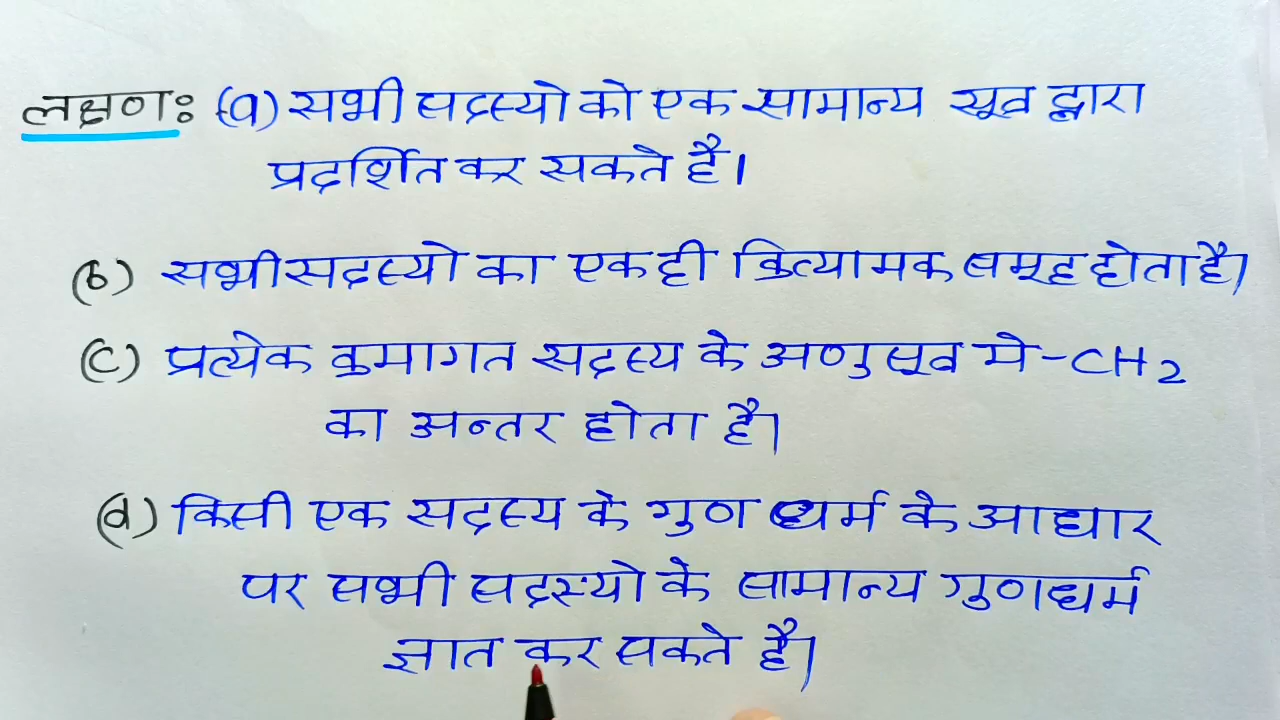 लक्षणः (a) सभी सदस्यो को एक सामान्य सूत्र द्वारा
प्रदर्शित कर सकते है।
(b) सभी सदस्यो का एक ही क्रियात्मक समूह होता है।
(c) प्रत्येक क्रमागत सदस्य के अणुसूत्र मे -CH2
का अन्तर होता है।
(d) किसी एक सदस्य के गुण धर्म के आधार
पर सभी सदस्यो के सामान्य गुणधर्म
ज्ञात कर सकते है।